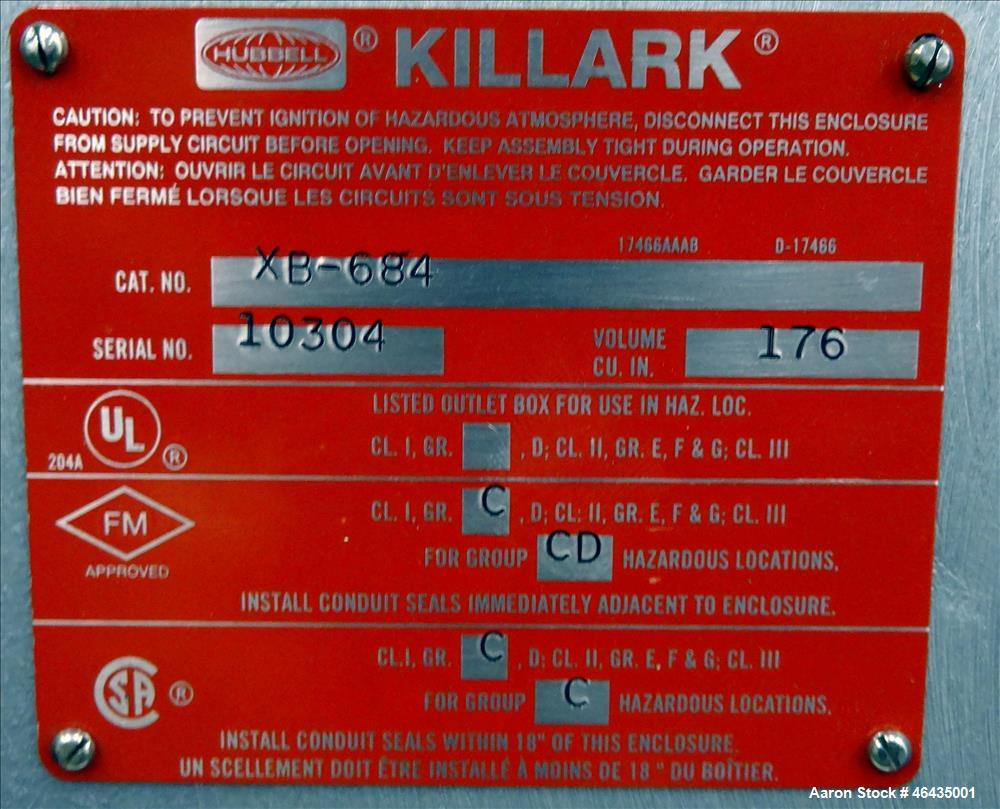 HUBBELL ® KILLARK ®
CAUTION: TO PREVENT IGNITION OF HAZARDOUS ATMOSPHERE, DISCONNECT THIS ENCLOSURE
FROM SUPPLY CIRCUIT BEFORE OPENING. KEEP ASSEMBLY TIGHT DURING OPERATION.
ATTENTION: OUVRIR LE CIRCUIT AVANT D'ENLEVER LE COUVERCLE. GARDER LE COUVERCLE
BIEN FERMÉ LORSQUE LES CIRCUITS SONT SOUS TENSION.
17466AAAB D-17466
CAT. NO. XB-684
SERIAL NO. 10304 VOLUME CU. IN. 176
LISTED OUTLET BOX FOR USE IN HAZ. LOC.
204A UL ® CL. I, GR. , D; CL. II, GR. E, F & G; CL. III
FM APPROVED
CL. I, GR. C , D; CL. II, GR. E, F & G; CL. III
FOR GROUP CD HAZARDOUS LOCATIONS,
INSTALL CONDUIT SEALS IMMEDIATELY ADJACENT TO ENCLOSURE.
CL.I, GR. C , D; CL. II, GR. E, F & G; CL. III
SA ® FOR GROUP C HAZARDOUS LOCATIONS,
INSTALL CONDUIT SEALS WITHIN 18" OF THIS ENCLOSURE.
UN SCELLEMENT DOIT ÊTRE INSTALLÉ À MOINS DE 18 " DU BOÎTIER.
Aaron Stock # 46435001